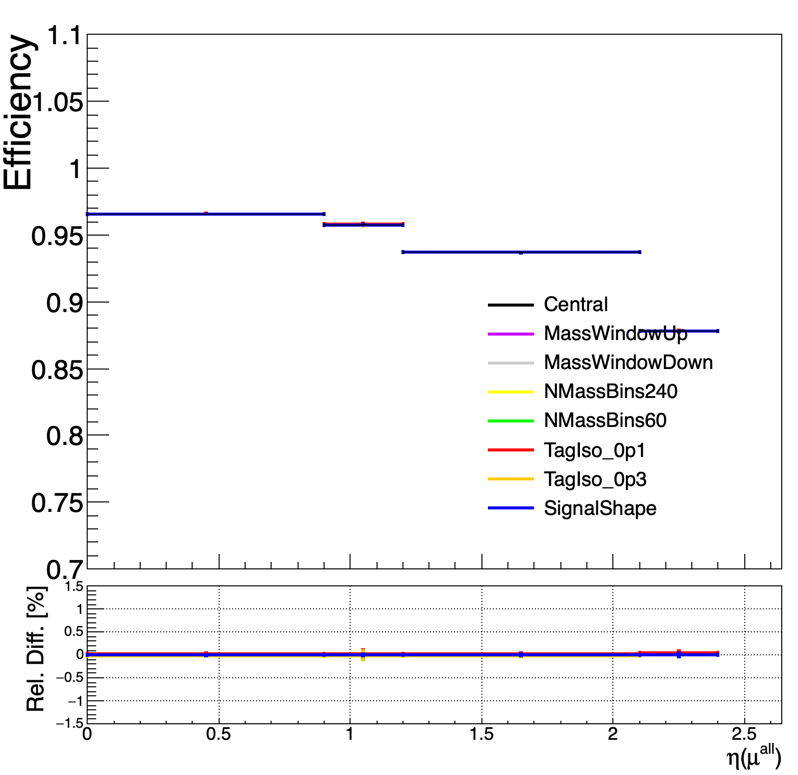 Efficiency
1.1
1.05
1
0.95
0.9
0.85
0.8
0.75
0.7
Central
MassWindowUp
MassWindowDown
NMassBins240
NMassBins60
TagIso_0p1
TagIso_0p3
SignalShape
Rel. Diff. [%]
1.5
1
0.5
0
−0.5
−1
−1.5
0 0.5 1 1.5 2 2.5
η(μ^all)